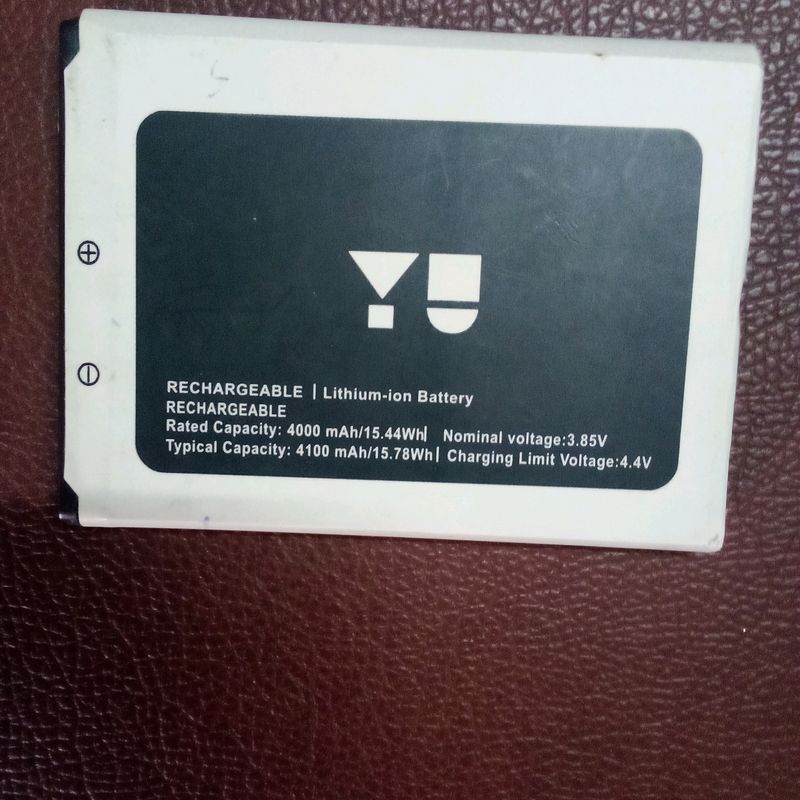 YU
RECHARGEABLE | Lithium-ion Battery
RECHARGEABLE
Rated Capacity: 4000 mAh/15.44Wh| Nominal voltage:3.85V
Typical Capacity: 4100 mAh/15.78Wh| Charging Limit Voltage:4.4V